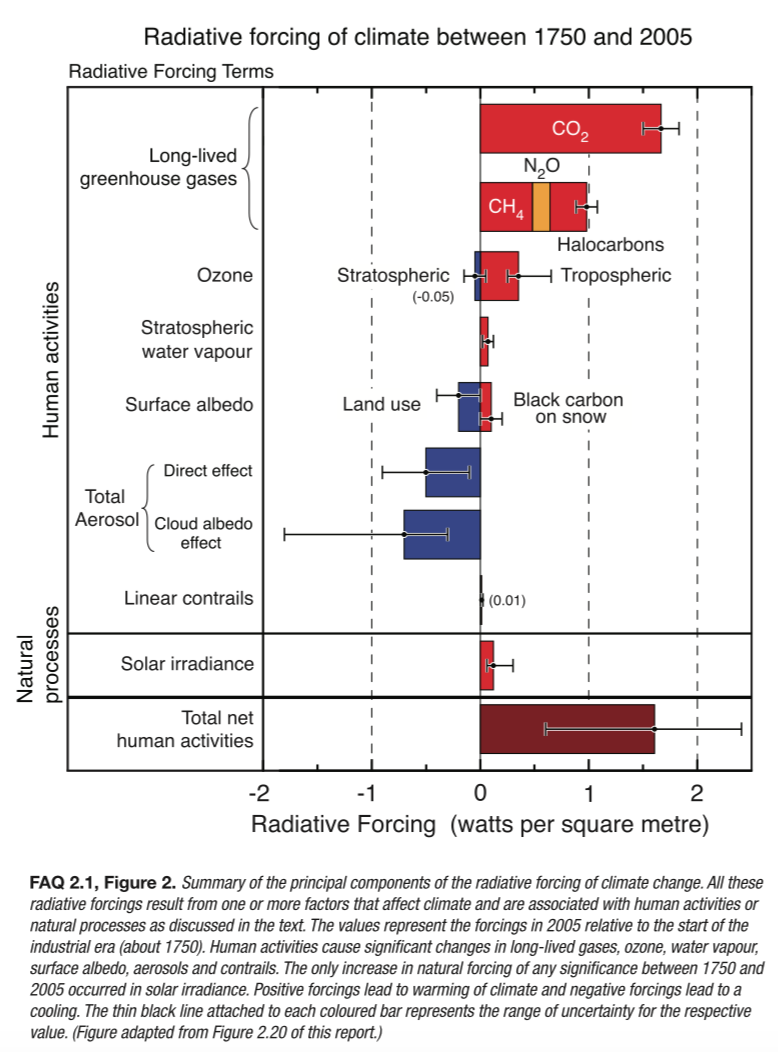 Radiative forcing of climate between 1750 and 2005
Radiative Forcing Terms
Human activities
Long-lived
greenhouse gases
CO₂
N₂O
CH₄
Halocarbons
Ozone
Stratospheric
(-0.05)
Tropospheric
Stratospheric
water vapour
Surface albedo
Land use
Black carbon
on snow
Total
Aerosol
Direct effect
Cloud albedo
effect
Linear contrails
(0.01)
Natural
processes
Solar irradiance
Total net
human activities
-2 -1 0 1 2
Radiative Forcing (watts per square metre)
FAQ 2.1, Figure 2. Summary of the principal components of the radiative forcing of climate change. All these
radiative forcings result from one or more factors that affect climate and are associated with human activities or
natural processes as discussed in the text. The values represent the forcings in 2005 relative to the start of the
industrial era (about 1750). Human activities cause significant changes in long-lived gases, ozone, water vapour,
surface albedo, aerosols and contrails. The only increase in natural forcing of any significance between 1750 and
2005 occurred in solar irradiance. Positive forcings lead to warming of climate and negative forcings lead to a
cooling. The thin black line attached to each coloured bar represents the range of uncertainty for the respective
value. (Figure adapted from Figure 2.20 of this report.)